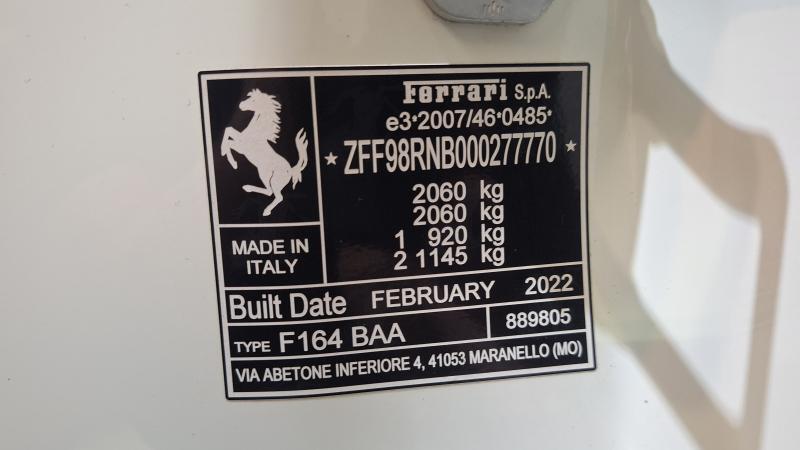 Ferrari S.p.A.
e3*2007/46*0485*
★ ZFF98RNB000277770 ★
2060 kg
2060 kg
1 920 kg
2 1145 kg
MADE IN
ITALY
Built Date FEBRUARY 2022
TYPE F164 BAA 889805
VIA ABETONE INFERIORE 4, 41053 MARANELLO (MO)